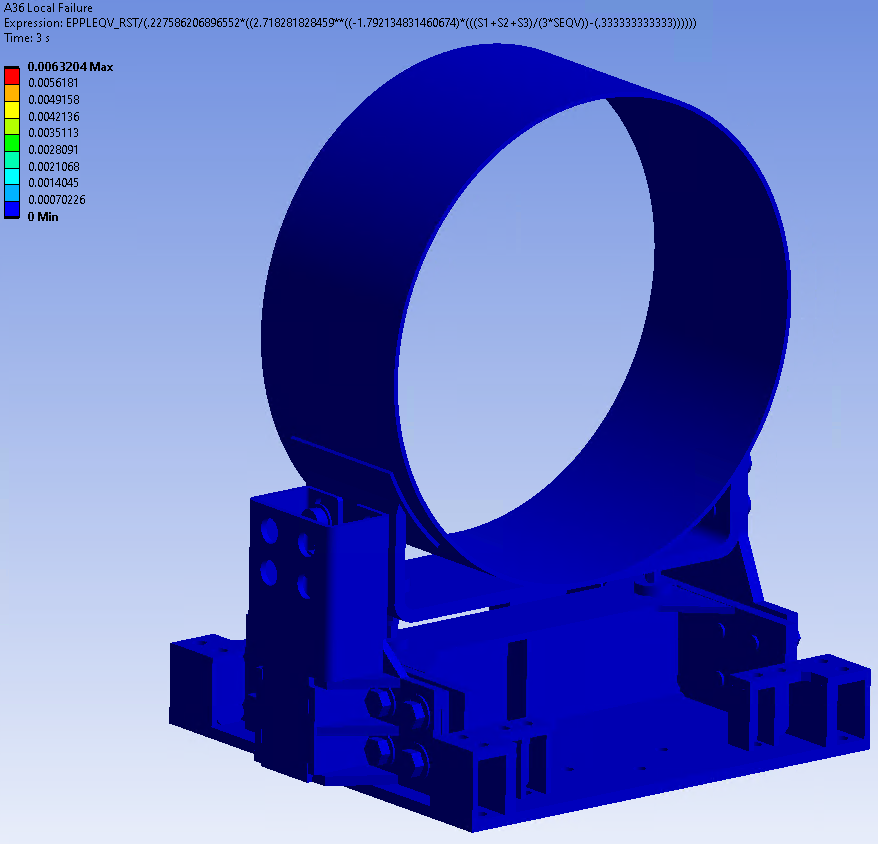 A36 Local Failure
Expression: EPPLEQV_RST/(.227586206896552*((2.718281828459**((-1.792134831460674)*(((S1+S2+S3)/(3*SEQV))-(.333333333333))))))
Time: 3 s
0.0063204 Max
0.0056181
0.0049158
0.0042136
0.0035113
0.0028091
0.0021068
0.0014045
0.00070226
0 Min